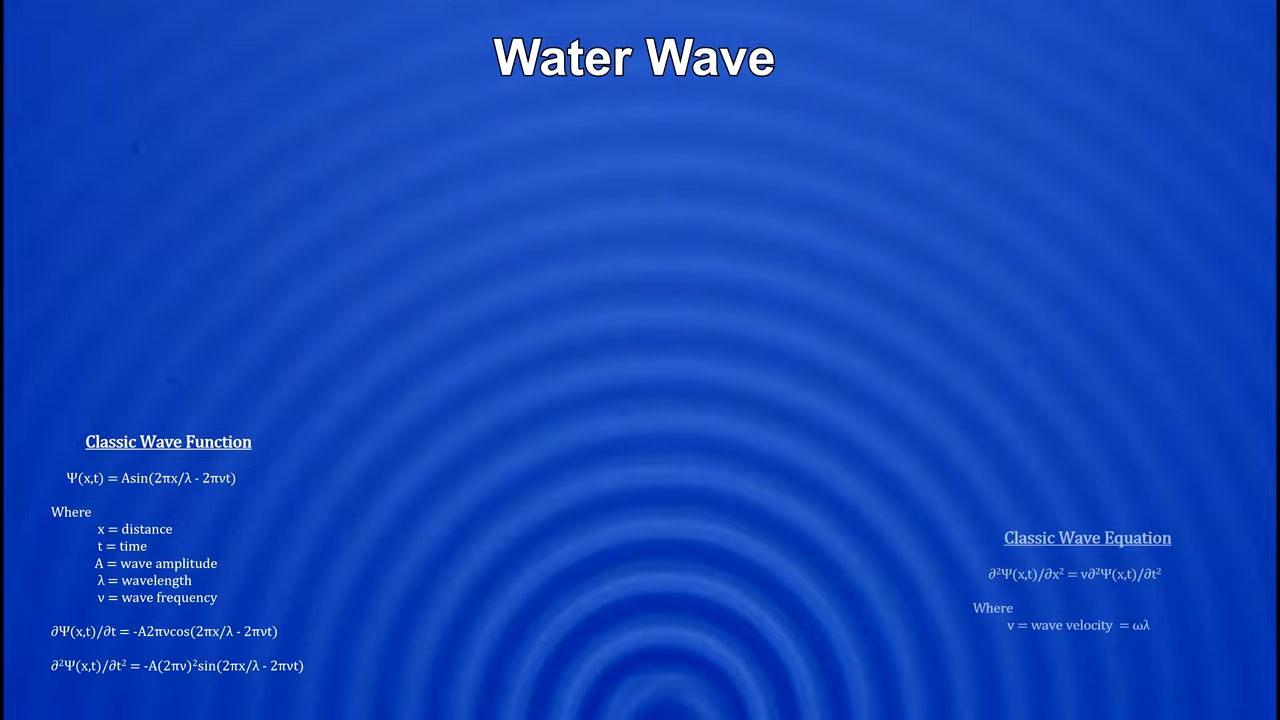 Water Wave
Classic Wave Function
Ψ(x,t) = Asin(2πx/λ - 2πνt)
Where
x = distance
t = time
A = wave amplitude
λ = wavelength
ν = wave frequency
∂Ψ(x,t)/∂t = -A2πνcos(2πx/λ - 2πνt)
∂²Ψ(x,t)/∂t² = -A(2πν)²sin(2πx/λ - 2πνt)
Classic Wave Equation
∂²Ψ(x,t)/∂x² = v∂²Ψ(x,t)/∂t²
Where
v = wave velocity = ωλ